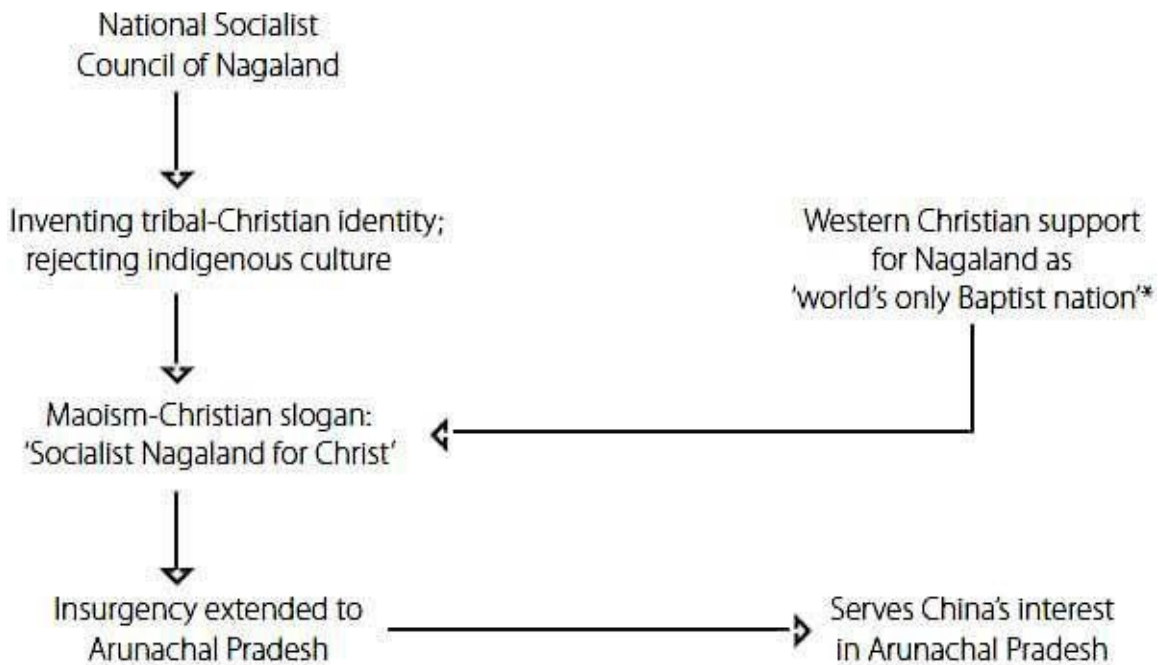 National Socialist
Council of Nagaland
Inventing tribal-Christian identity;
rejecting indigenous culture
Western Christian support
for Nagaland as
'world's only Baptist nation'*
Maoism-Christian slogan:
'Socialist Nagaland for Christ'
Insurgency extended to
Arunachal Pradesh
Serves China's interest
in Arunachal Pradesh